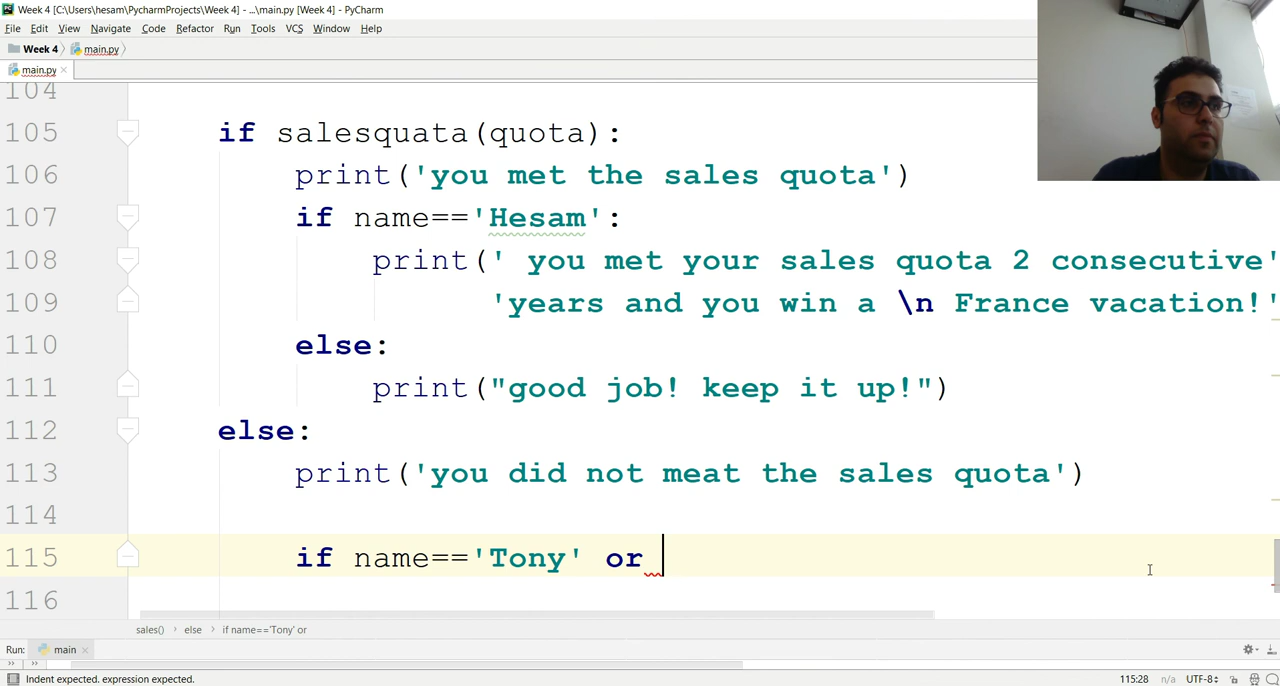 Week 4 [C:\Users\hesam\PycharmProjects\Week 4] - ...\main.py [Week 4] - PyCharm
File Edit View Navigate Code Refactor Run Tools VCS Window Help
Week 4 main.py
main.py
104
105 if salesquata(quota):
106 print('you met the sales quota')
107 if name=='Hesam':
108 print(' you met your sales quota 2 consecutive'
109 'years and you win a \n France vacation!'
110 else:
111 print("good job! keep it up!")
112 else:
113 print('you did not meat the sales quota')
114
115 if name=='Tony' or
116
sales() else if name=='Tony' or
Run: main
Indent expected. expression expected. 115:28 n/a UTF-8